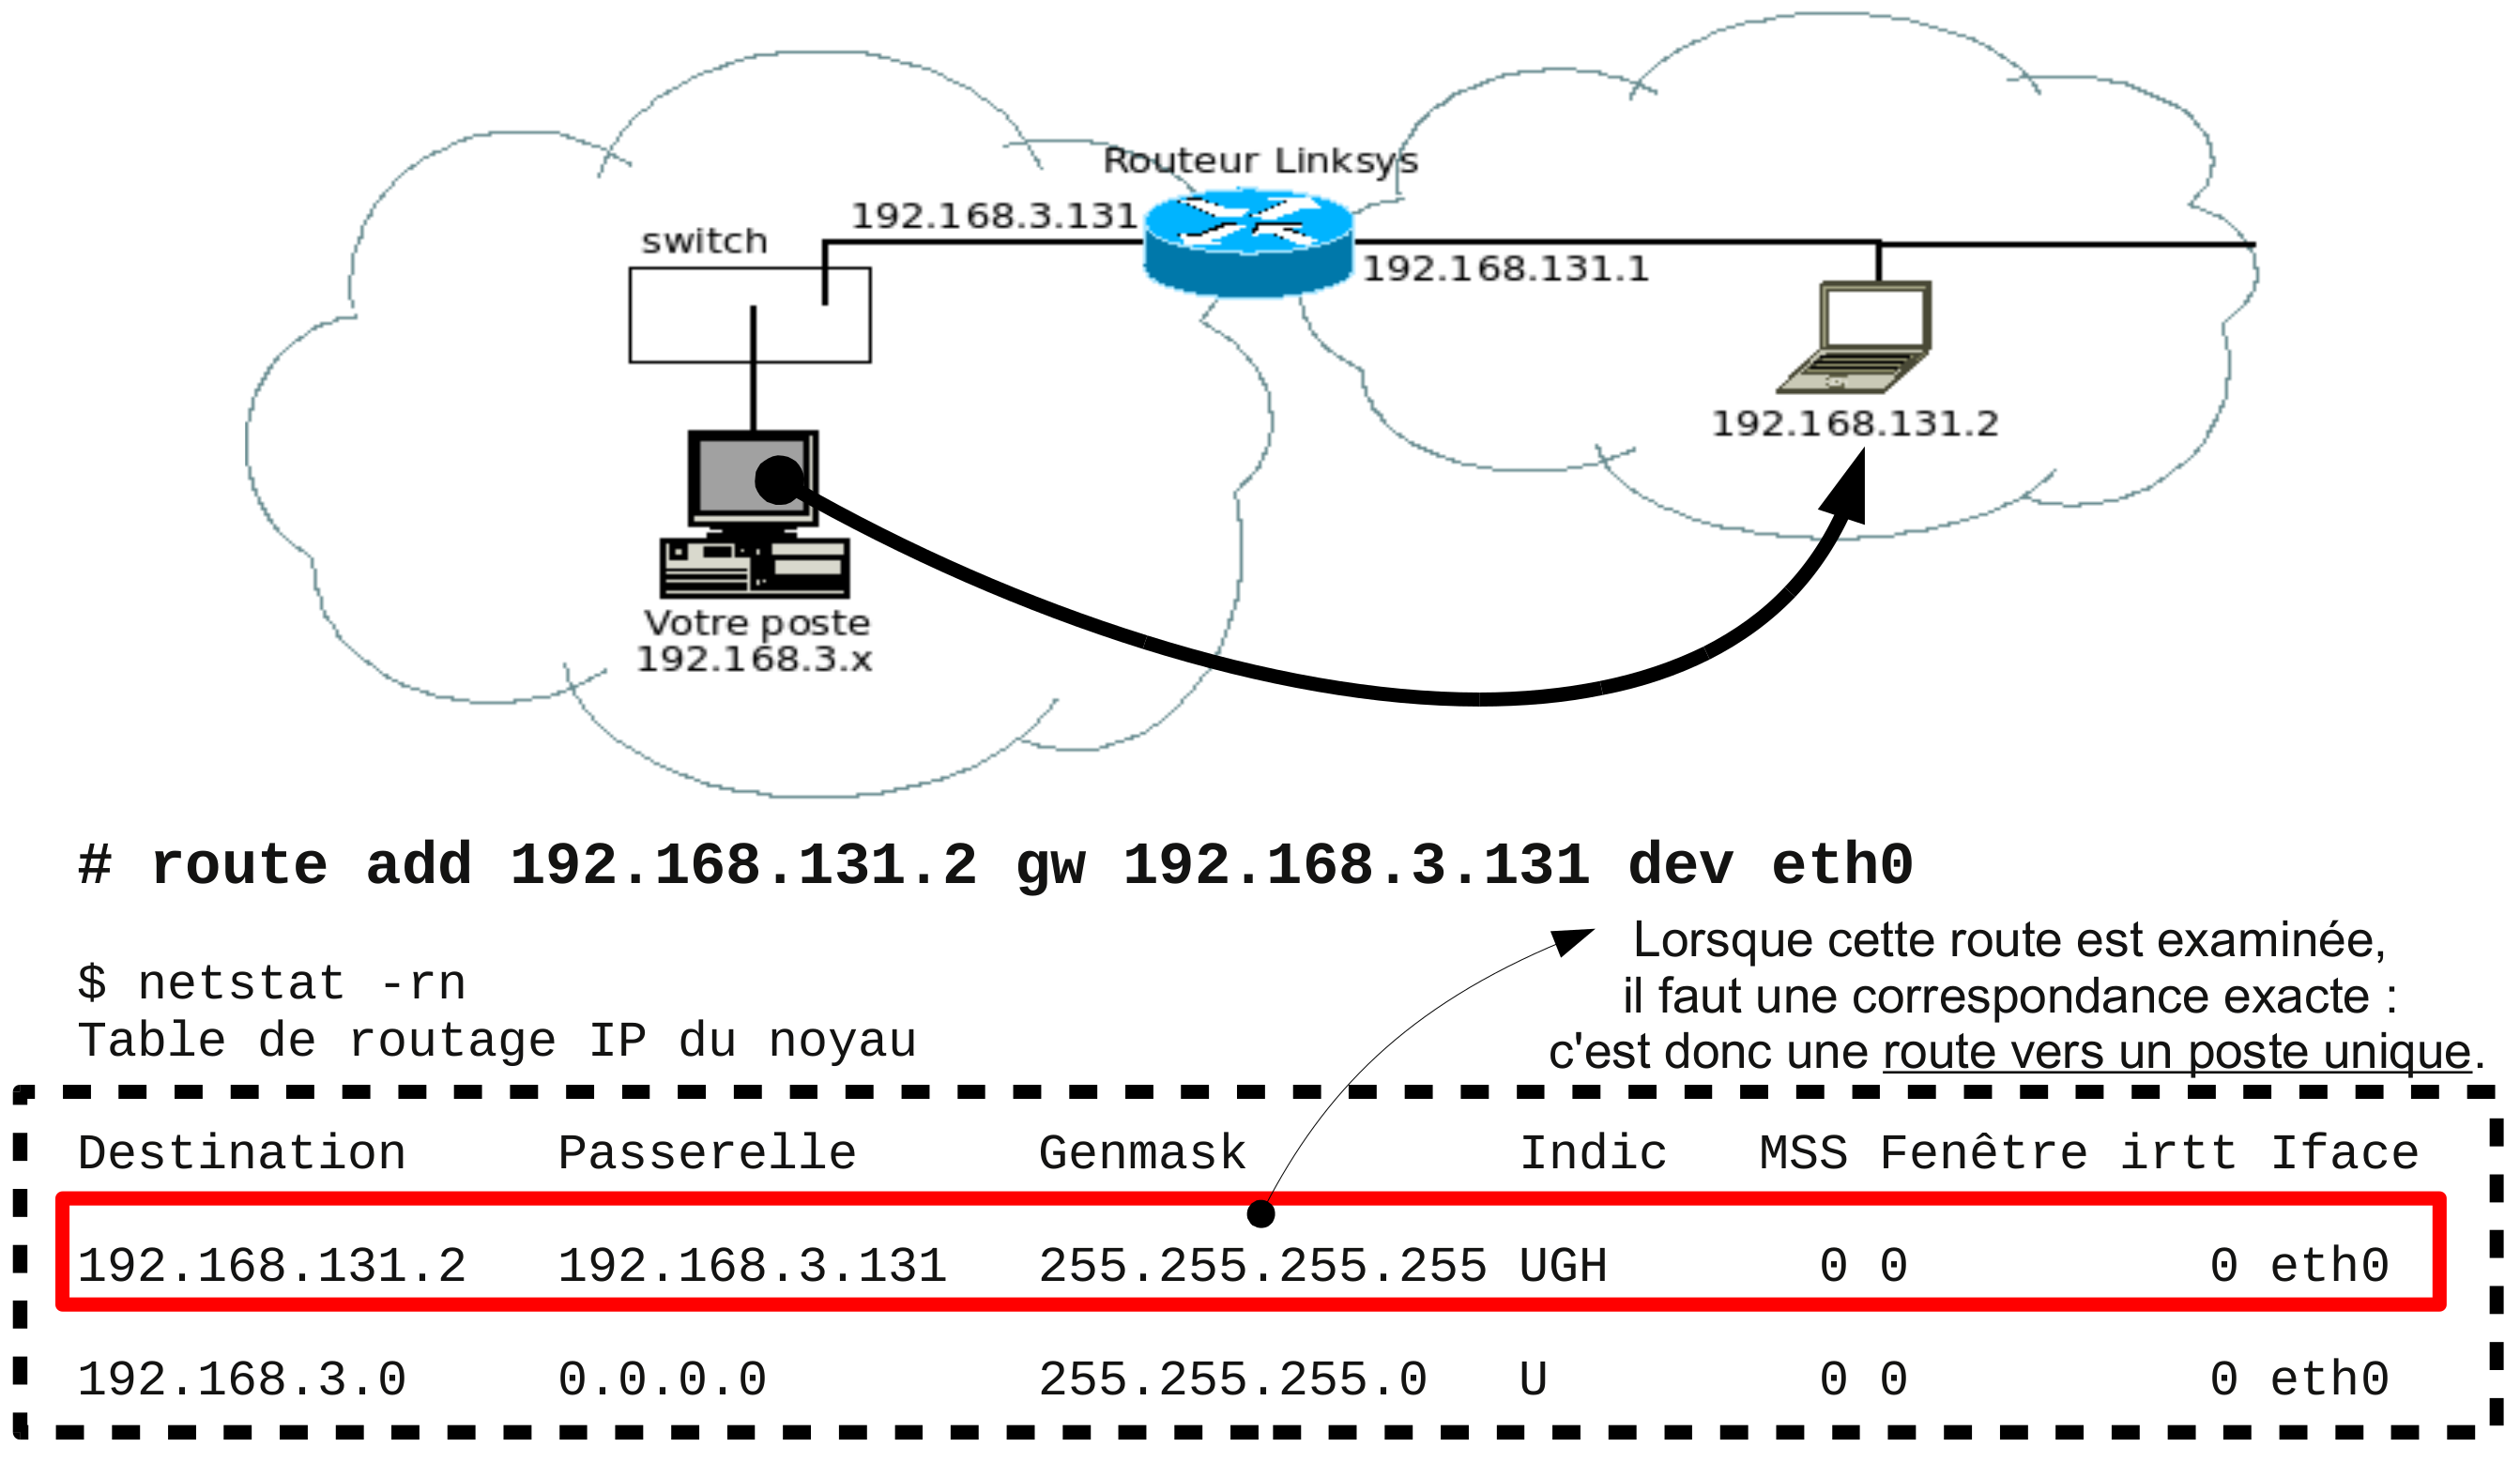 Routeur Linksys
192.168.3.131
switch
192.168.131.1
192.168.131.2
Votre poste
192.168.3.x
# route add 192.168.131.2 gw 192.168.3.131 dev eth0
Lorsque cette route est examinée,
il faut une correspondance exacte :
c'est donc une route vers un poste unique.
$ netstat -rn
Table de routage IP du noyau
Destination Passerelle Genmask Indic MSS Fenêtre irtt Iface
192.168.131.2 192.168.3.131 255.255.255.255 UGH 0 0 0 eth0
192.168.3.0 0.0.0.0 255.255.255.0 U 0 0 0 eth0